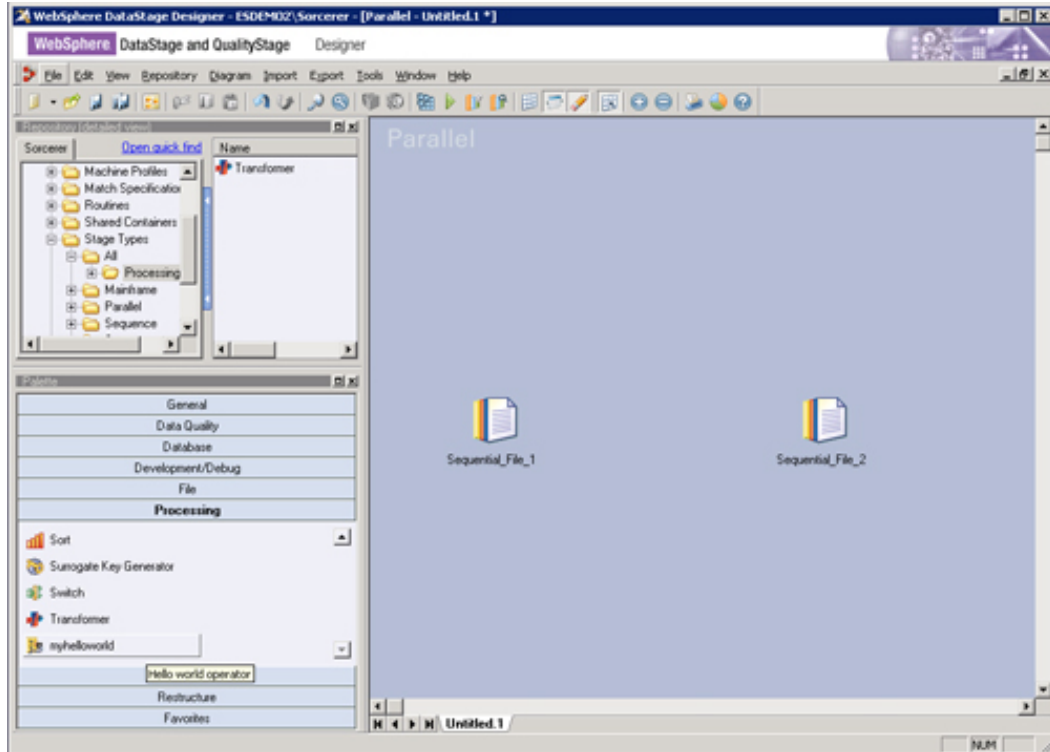 WebSphere DataStage Designer - ESDEMO2\Sorcerer - [Parallel - Untitled.1 *]
WebSphere DataStage and QualityStage Designer
File Edit View Repository Diagram Import Export Tools Window Help
Repository (detailed view)
Sorcerer Open quick find
Name
Machine Profiles
Match Specification
Routines
Shared Containers
Stage Types
All
Processing
Mainframe
Parallel
Sequence
Transformer
Parallel
Palette
General
Data Quality
Database
Development/Debug
File
Processing
Sort
Surrogate Key Generator
Switch
Transformer
myhelloworld
Hello world operator
Restructure
Favorites
Sequential_File_1
Sequential_File_2
Untitled.1
NUM